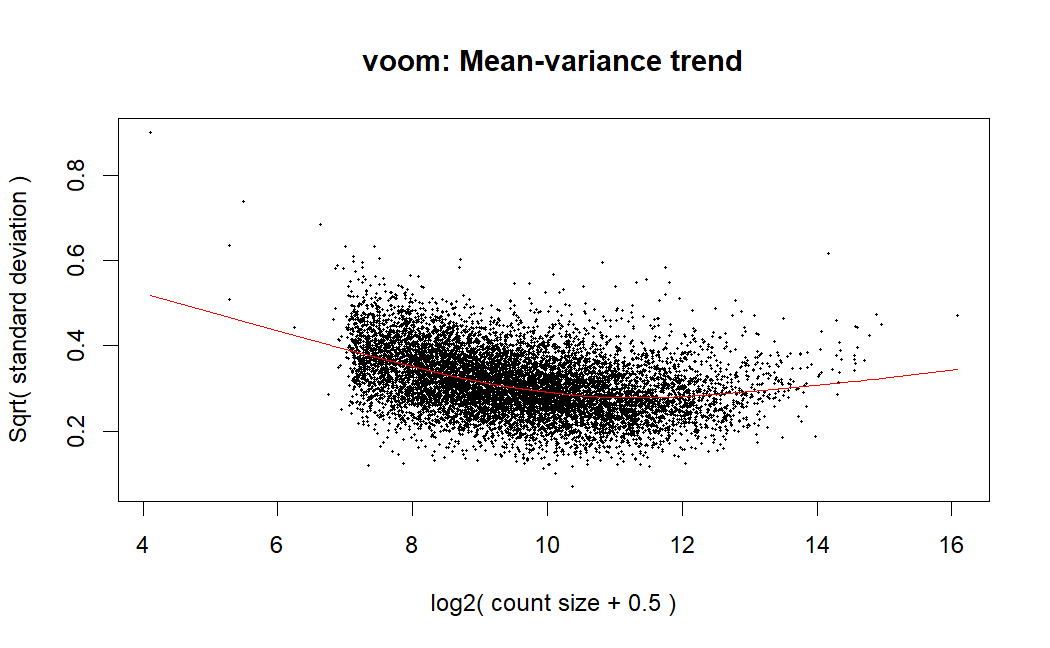 voom: Mean-variance trend
Sqrt( standard deviation )
0.8
0.6
0.4
0.2
4 6 8 10 12 14 16
log2( count size + 0.5 )